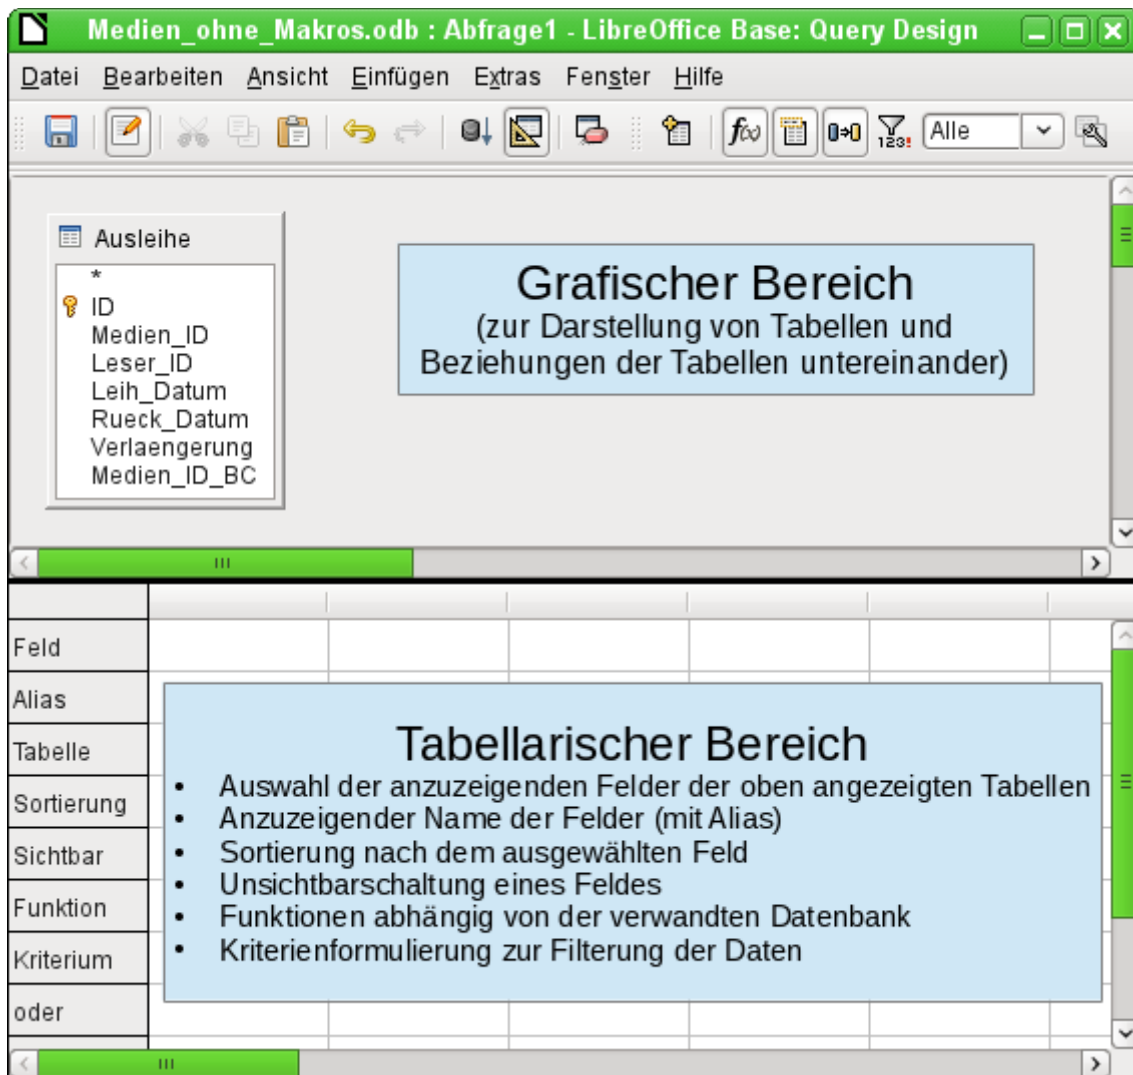 Medien_ohne_Makros.odb : Abfrage1 - LibreOffice Base: Query Design
Datei Bearbeiten Ansicht Einfügen Extras Fenster Hilfe
f(x) 123! Alle
Ausleihe
*
ID
Medien_ID
Leser_ID
Leih_Datum
Rueck_Datum
Verlaengerung
Medien_ID_BC
Grafischer Bereich
(zur Darstellung von Tabellen und
Beziehungen der Tabellen untereinander)
Feld
Alias
Tabelle
Sortierung
Sichtbar
Funktion
Kriterium
oder
Tabellarischer Bereich
• Auswahl der anzuzeigenden Felder der oben angezeigten Tabellen
• Anzuzeigender Name der Felder (mit Alias)
• Sortierung nach dem ausgewählten Feld
• Unsichtbarschaltung eines Feldes
• Funktionen abhängig von der verwandten Datenbank
• Kriterienformulierung zur Filterung der Daten